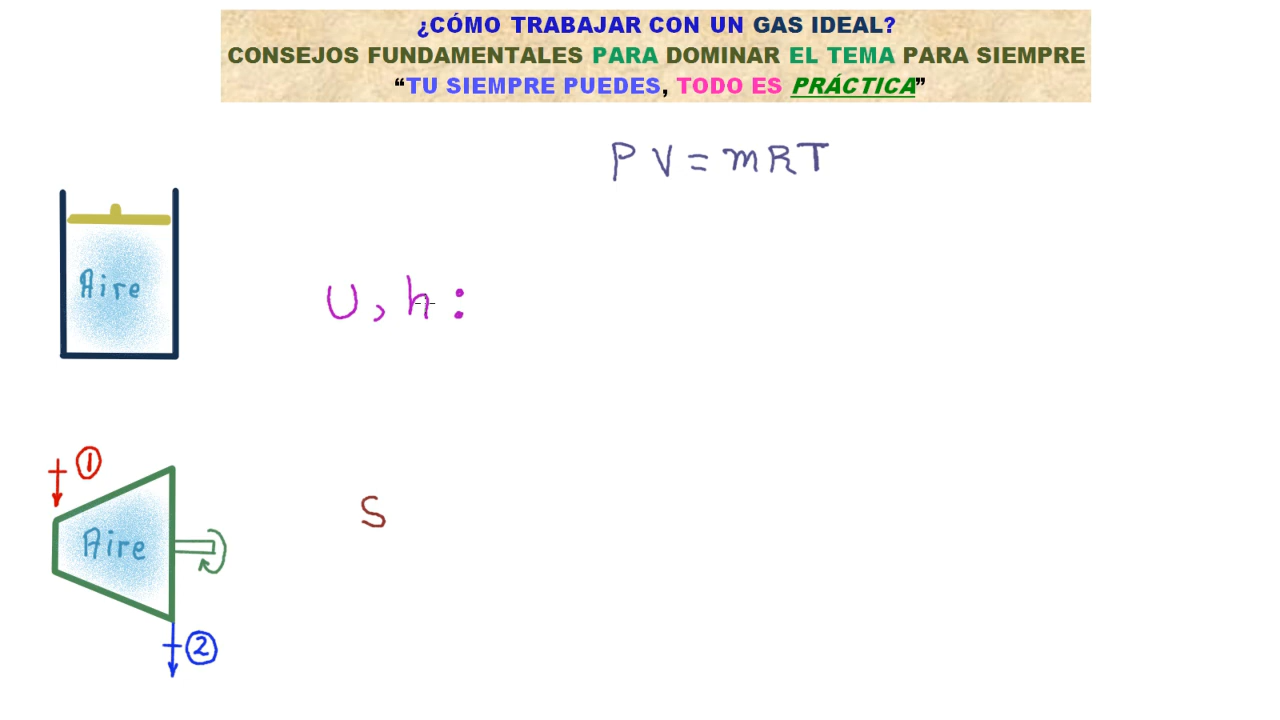 ¿CÓMO TRABAJAR CON UN GAS IDEAL?
CONSEJOS FUNDAMENTALES PARA DOMINAR EL TEMA PARA SIEMPRE
“TU SIEMPRE PUEDES, TODO ES PRÁCTICA”
PV=mRT
Aire
U, h:
1
Aire
S
2